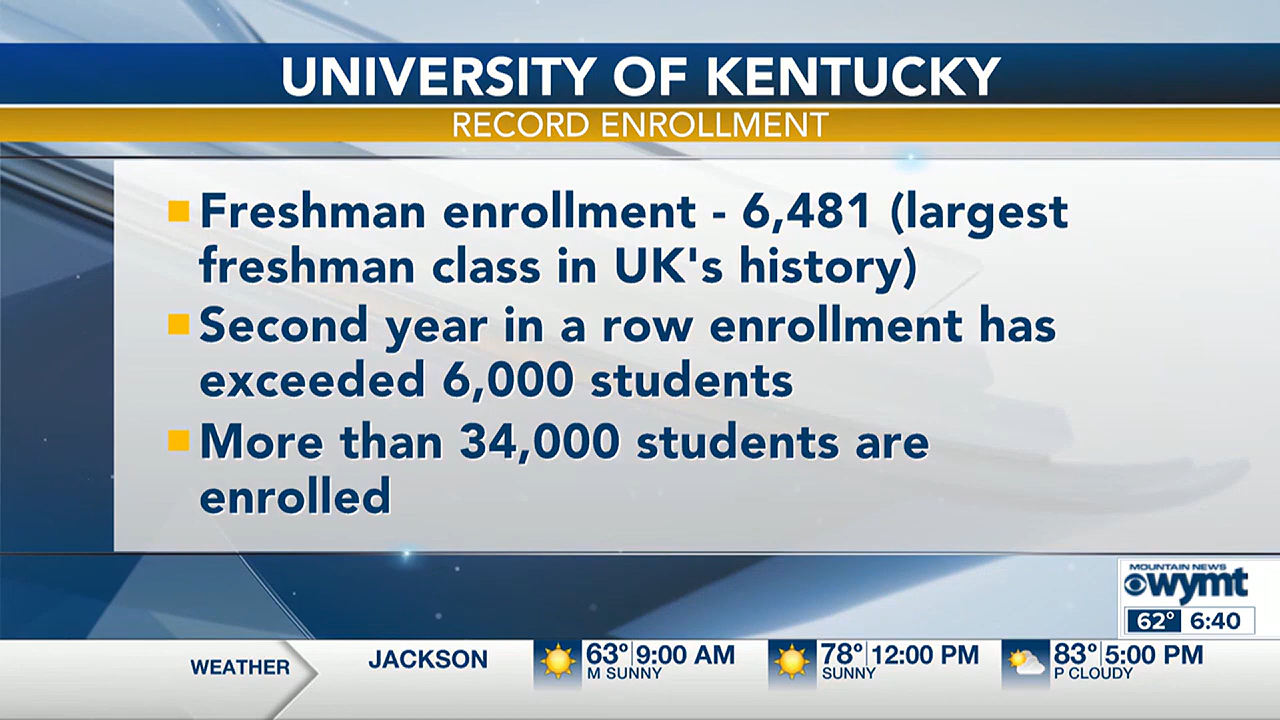 UNIVERSITY OF KENTUCKY
RECORD ENROLLMENT
Freshman enrollment - 6,481 (largest
freshman class in UK's history)
Second year in a row enrollment has
exceeded 6,000 students
More than 34,000 students are
enrolled
MOUNTAIN NEWS
wymt
62° 6:40
WEATHER
JACKSON
63° 9:00 AM
M SUNNY
78° 12:00 PM
SUNNY
83° 5:00 PM
P CLOUDY